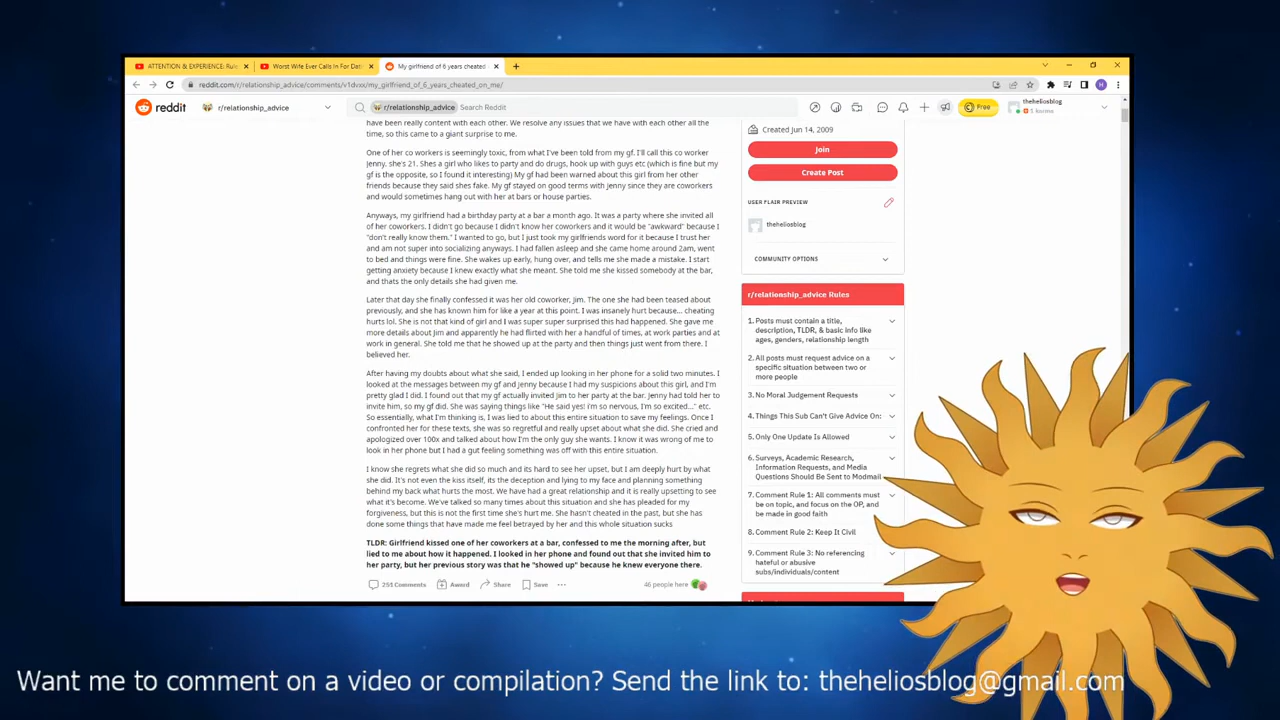 ATTENTION & EXPERIENCE: Rule
Worst Wife Ever Calls In For Dat
My girlfriend of 6 years cheated
reddit.com/r/relationship_advice/comments/v1dvxx/my_girlfriend_of_6_years_cheated_on_me/
reddit
r/relationship_advice
r/relationship_advice
Search Reddit
Free
theheliosblog
1 karma
have been really content with each other. We resolve any issues that we have with each other all the
time, so this came to a giant surprise to me.
One of her co workers is seemingly toxic, from what I've been told from my gf. I'll call this co worker
Jenny. she's 21. Shes a girl who likes to party and do drugs, hook up with guys etc (which is fine but my
gf is the opposite, so I found it interesting) My gf had been warned about this girl from her other
friends because they said shes fake. My gf stayed on good terms with Jenny since they are coworkers
and would sometimes hang out with her at bars or house parties.
Anyways, my girlfriend had a birthday party at a bar a month ago. It was a party where she invited all
of her coworkers. I didn't go because I didn't know her coworkers and it would be "awkward" because I
"don't really know them." I wanted to go, but I just took my girlfriends word for it because I trust her
and am not super into socializing anyways. I had fallen asleep and she came home around 2am, went
to bed and things were fine. She wakes up early, hung over, and tells me she made a mistake. I start
getting anxiety because I knew exactly what she meant. She told me she kissed somebody at the bar,
and thats the only details she had given me.
Later that day she finally confessed it was her old coworker, Jim. The one she had been teased about
previously, and she has known him for like a year at this point. I was insanely hurt because... cheating
hurts lol. She is not that kind of girl and I was super super surprised this had happened. She gave me
more details about Jim and apparently he had flirted with her a handful of times, at work parties and at
work in general. She told me that he showed up at the party and then things just went from there. I
believed her.
After having my doubts about what she said, I ended up looking in her phone for a solid two minutes. I
looked at the messages between my gf and Jenny because I had my suspicions about this girl, and I'm
pretty glad I did. I found out that my gf actually invited Jim to her party at the bar. Jenny had told her to
invite him, so my gf did. She was saying things like "He said yes! I'm so nervous, I'm so excited..." etc.
So essentially, what I'm thinking is, I was lied to about this entire situation to save my feelings. Once I
confronted her for these texts, she was so regretful and really upset about what she did. She cried and
apologized over 100x and talked about how I'm the only guy she wants. I know it was wrong of me to
look in her phone but I had a gut feeling something was off with this entire situation.
I know she regrets what she did so much and its hard to see her upset, but I am deeply hurt by what
she did. It's not even the kiss itself, its the deception and lying to my face and planning something
behind my back what hurts the most. We have had a great relationship and it is really upsetting to see
what it's become. We've talked so many times about this situation and she has pleaded for my
forgiveness, but this is not the first time she's hurt me. She hasn't cheated in the past, but she has
done some things that have made me feel betrayed by her and this whole situation sucks
TLDR: Girlfriend kissed one of her coworkers at a bar, confessed to me the morning after, but
lied to me about how it happened. I looked in her phone and found out that she invited him to
her party, but her previous story was that he "showed up" because he knew everyone there.
251 Comments
Award
Share
Save
46 people here
Created Jun 14, 2009
Join
Create Post
USER FLAIR PREVIEW
theheliosblog
COMMUNITY OPTIONS
r/relationship_advice Rules
1. Posts must contain a title,
description, TLDR, & basic info like
ages, genders, relationship length
2. All posts must request advice on a
specific situation between two or
more people
3. No Moral Judgement Requests
4. Things This Sub Can't Give Advice On:
5. Only One Update Is Allowed
6. Surveys, Academic Research,
Information Requests, and Media
Questions Should Be Sent to Modmail
7. Comment Rule 1: All comments must
be on topic, and focus on the OP, and
be made in good faith
8. Comment Rule 2: Keep It Civil
9. Comment Rule 3: No referencing
hateful or abusive
subs/individuals/content
Want me to comment on a video or compilation? Send the link to: theheliosblog@gmail.com